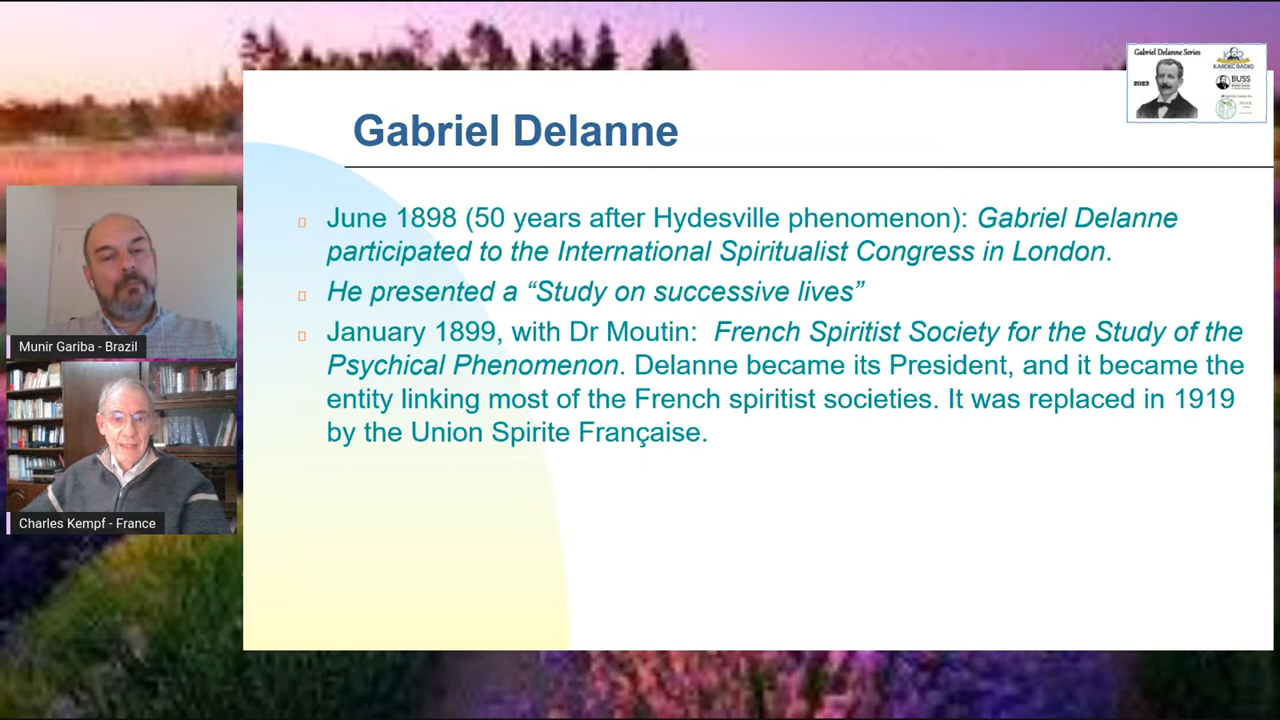 Gabriel Delanne Series
2023
KARDEC RADIO
BUSS
Gabriel Delanne
June 1898 (50 years after Hydesville phenomenon): Gabriel Delanne
participated to the International Spiritualist Congress in London.
He presented a “Study on successive lives”
January 1899, with Dr Moutin: French Spiritist Society for the Study of the
Psychical Phenomenon. Delanne became its President, and it became the
entity linking most of the French spiritist societies. It was replaced in 1919
by the Union Spirite Française.
Munir Gariba - Brazil
Charles Kempf - France